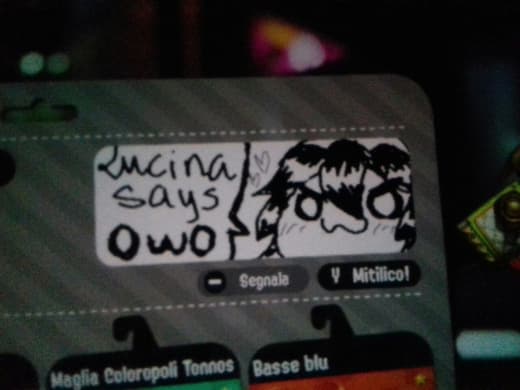 Lucina
says
OwO
− Segnala
Y Mitilico!
Maglia Coloropoli Tonnos
Basse blu